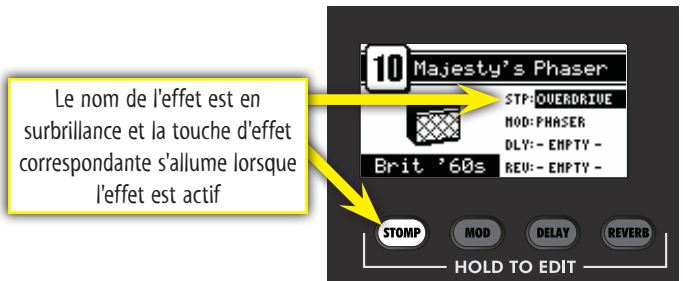 Le nom de l'effet est en
surbrillance et la touche d'effet
correspondante s'allume lorsque
l'effet est actif
10 Majesty's Phaser
STP: OVERDRIVE
MOD: PHASER
DLY: - EMPTY -
Brit '60s REV: - EMPTY -
STOMP MOD DELAY REVERB
HOLD TO EDIT